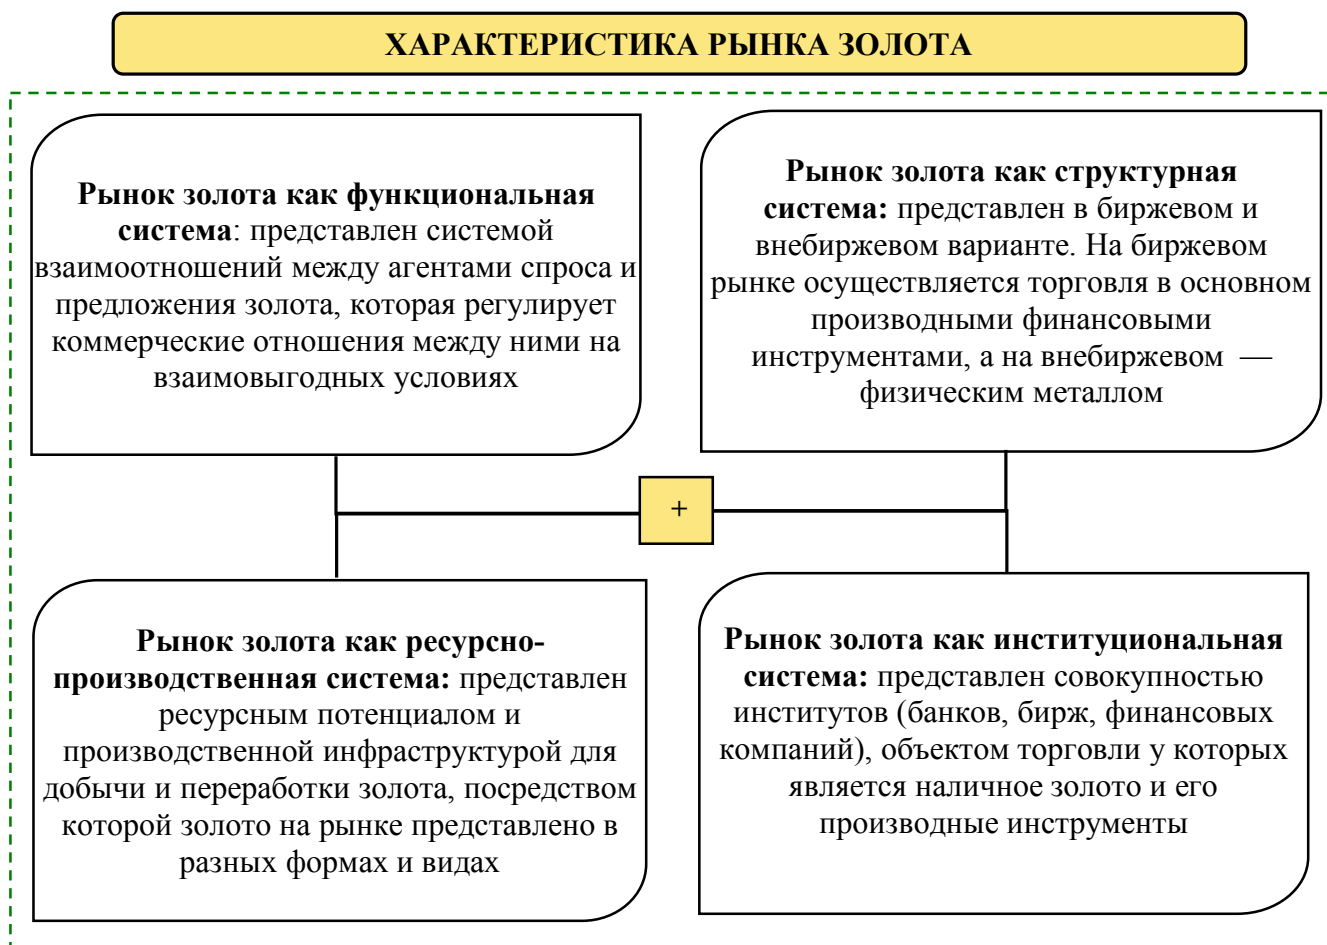 ХАРАКТЕРИСТИКА РЫНКА ЗОЛОТА
Рынок золота как функциональная
система: представлен системой
взаимоотношений между агентами спроса и
предложения золота, которая регулирует
коммерческие отношения между ними на
взаимовыгодных условиях
Рынок золота как структурная
система: представлен в биржевом и
внебиржевом варианте. На биржевом
рынке осуществляется торговля в основном
производными финансовыми
инструментами, а на внебиржевом —
физическим металлом
+
Рынок золота как ресурсно-
производственная система: представлен
ресурсным потенциалом и
производственной инфраструктурой для
добычи и переработки золота, посредством
которой золото на рынке представлено в
разных формах и видах
Рынок золота как институциональная
система: представлен совокупностью
институтов (банков, бирж, финансовых
компаний), объектом торговли у которых
является наличное золото и его
производные инструменты